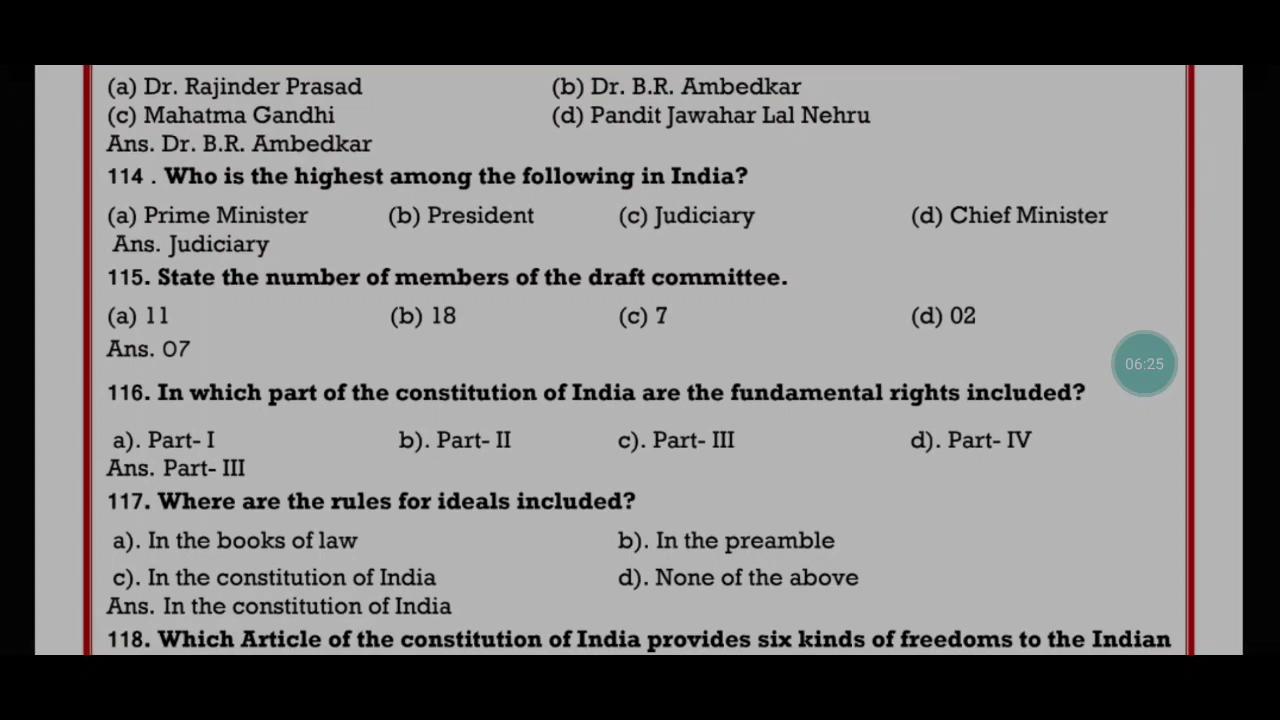 (a) Dr. Rajinder Prasad (b) Dr. B.R. Ambedkar
(c) Mahatma Gandhi (d) Pandit Jawahar Lal Nehru
Ans. Dr. B.R. Ambedkar
114 . Who is the highest among the following in India?
(a) Prime Minister (b) President (c) Judiciary (d) Chief Minister
Ans. Judiciary
115. State the number of members of the draft committee.
(a) 11 (b) 18 (c) 7 (d) 02
Ans. 07
06:25
116. In which part of the constitution of India are the fundamental rights included?
a). Part- I b). Part- II c). Part- III d). Part- IV
Ans. Part- III
117. Where are the rules for ideals included?
a). In the books of law b). In the preamble
c). In the constitution of India d). None of the above
Ans. In the constitution of India
118. Which Article of the constitution of India provides six kinds of freedoms to the Indian